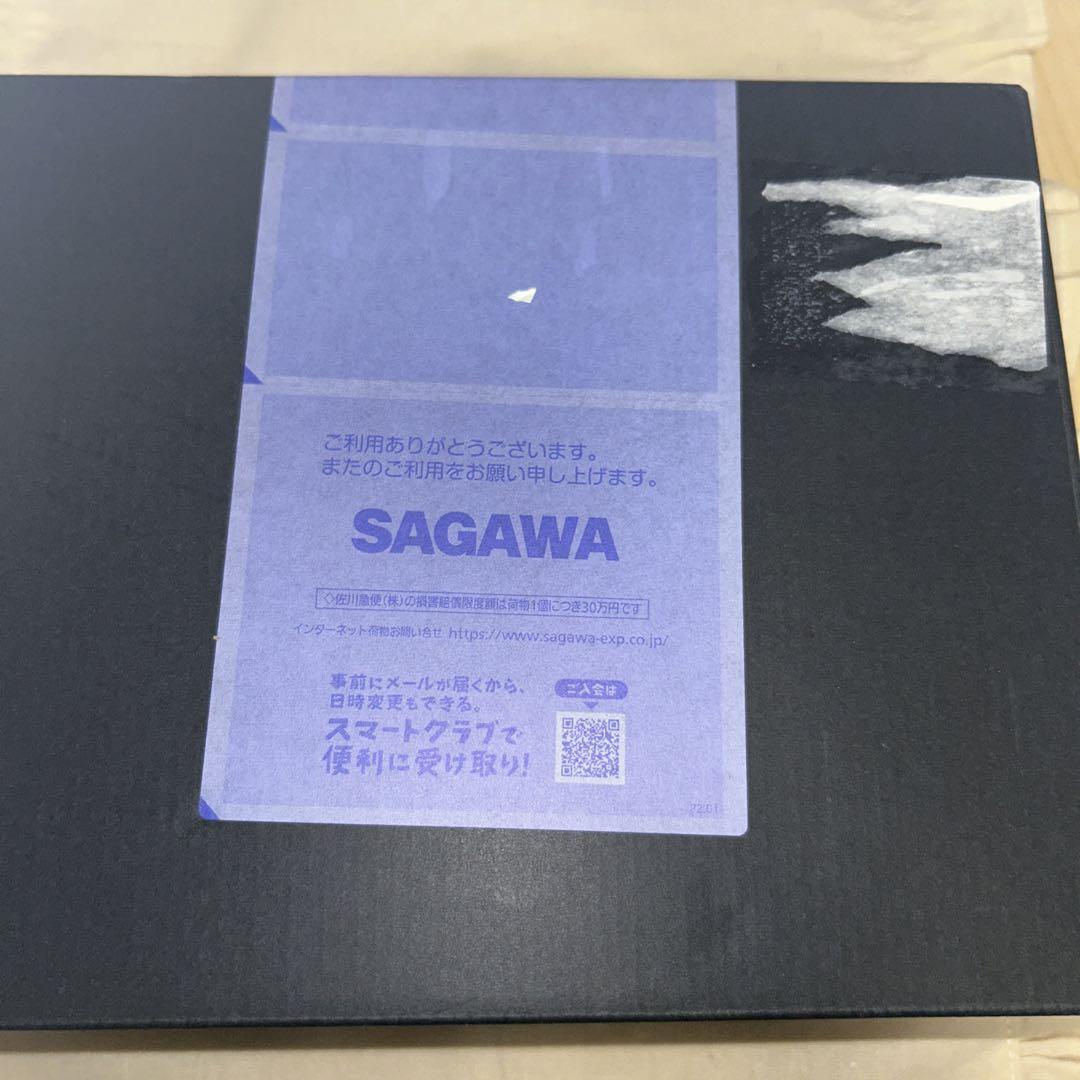 ご利用ありがとうございます。
またのご利用をお願い申し上げます。
SAGAWA
◇佐川急便(株)の損害賠償限度額は荷物1個につき30万円です
インターネット荷物お問い合せ https://www.sagawa-exp.co.jp/
事前にメールが届くから、
日時変更もできる。
スマートクラブで
便利に受け取り!
ご入会は
22.01